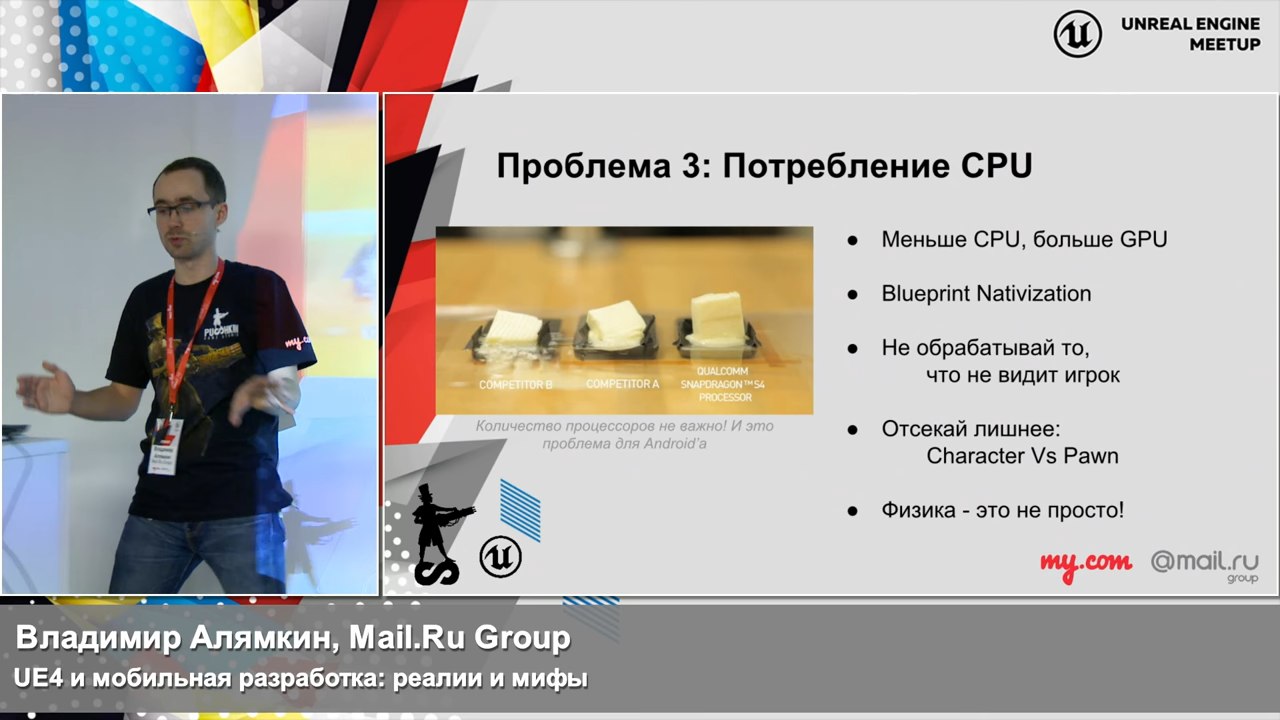 UNREAL ENGINE
MEETUP
Проблема 3: Потребление CPU
COMPETITOR B
COMPETITOR A
QUALCOMM
SNAPDRAGON™ S4
PROCESSOR
Количество процессоров не важно! И это
проблема для Android'а
● Меньше CPU, больше GPU
● Blueprint Nativization
● Не обрабатывай то,
что не видит игрок
● Отсекай лишнее:
Character Vs Pawn
● Физика - это не просто!
my.com
@mail.ru
group
PUSHKIN
Владимир
Алямкин
Владимир Алямкин, Mail.Ru Group
UE4 и мобильная разработка: реалии и мифы